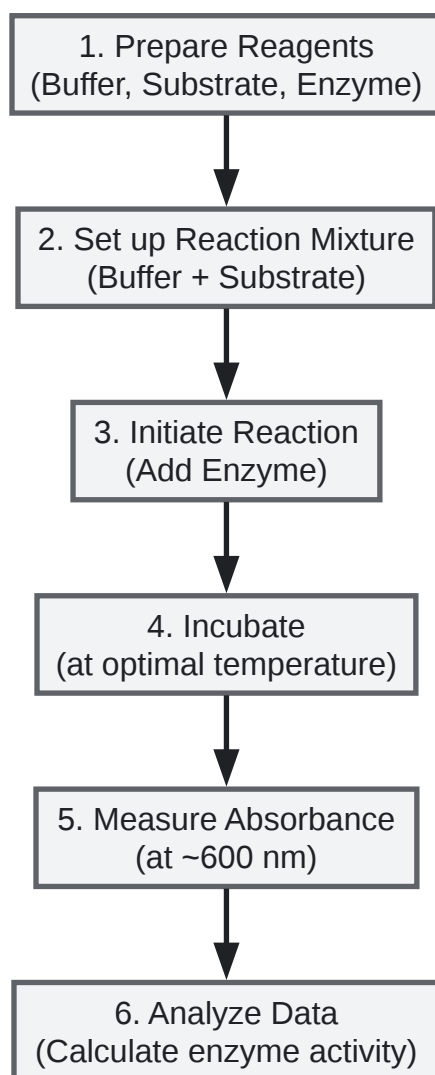 1. Prepare Reagents
(Buffer, Substrate, Enzyme)
2. Set up Reaction Mixture
(Buffer + Substrate)
3. Initiate Reaction
(Add Enzyme)
4. Incubate
(at optimal temperature)
5. Measure Absorbance
(at ~600 nm)
6. Analyze Data
(Calculate enzyme activity)